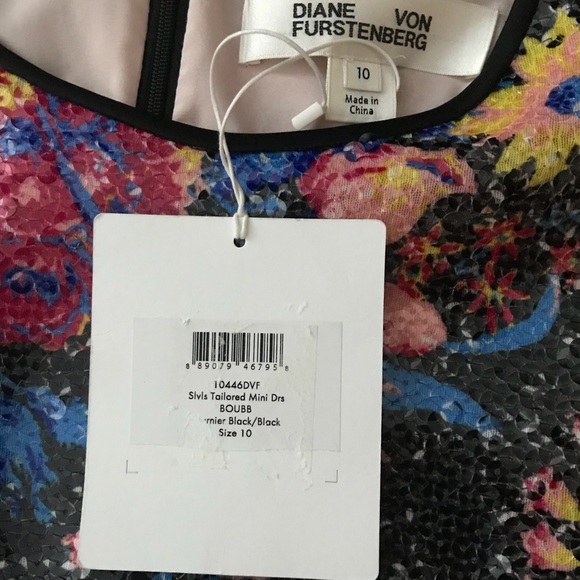 DIANE VON
FURSTENBERG
10
Made in
China
8 89079 46795 8
10446DVF
Slvls Tailored Mini Drs
BOUBB
Black/Black
Size 10